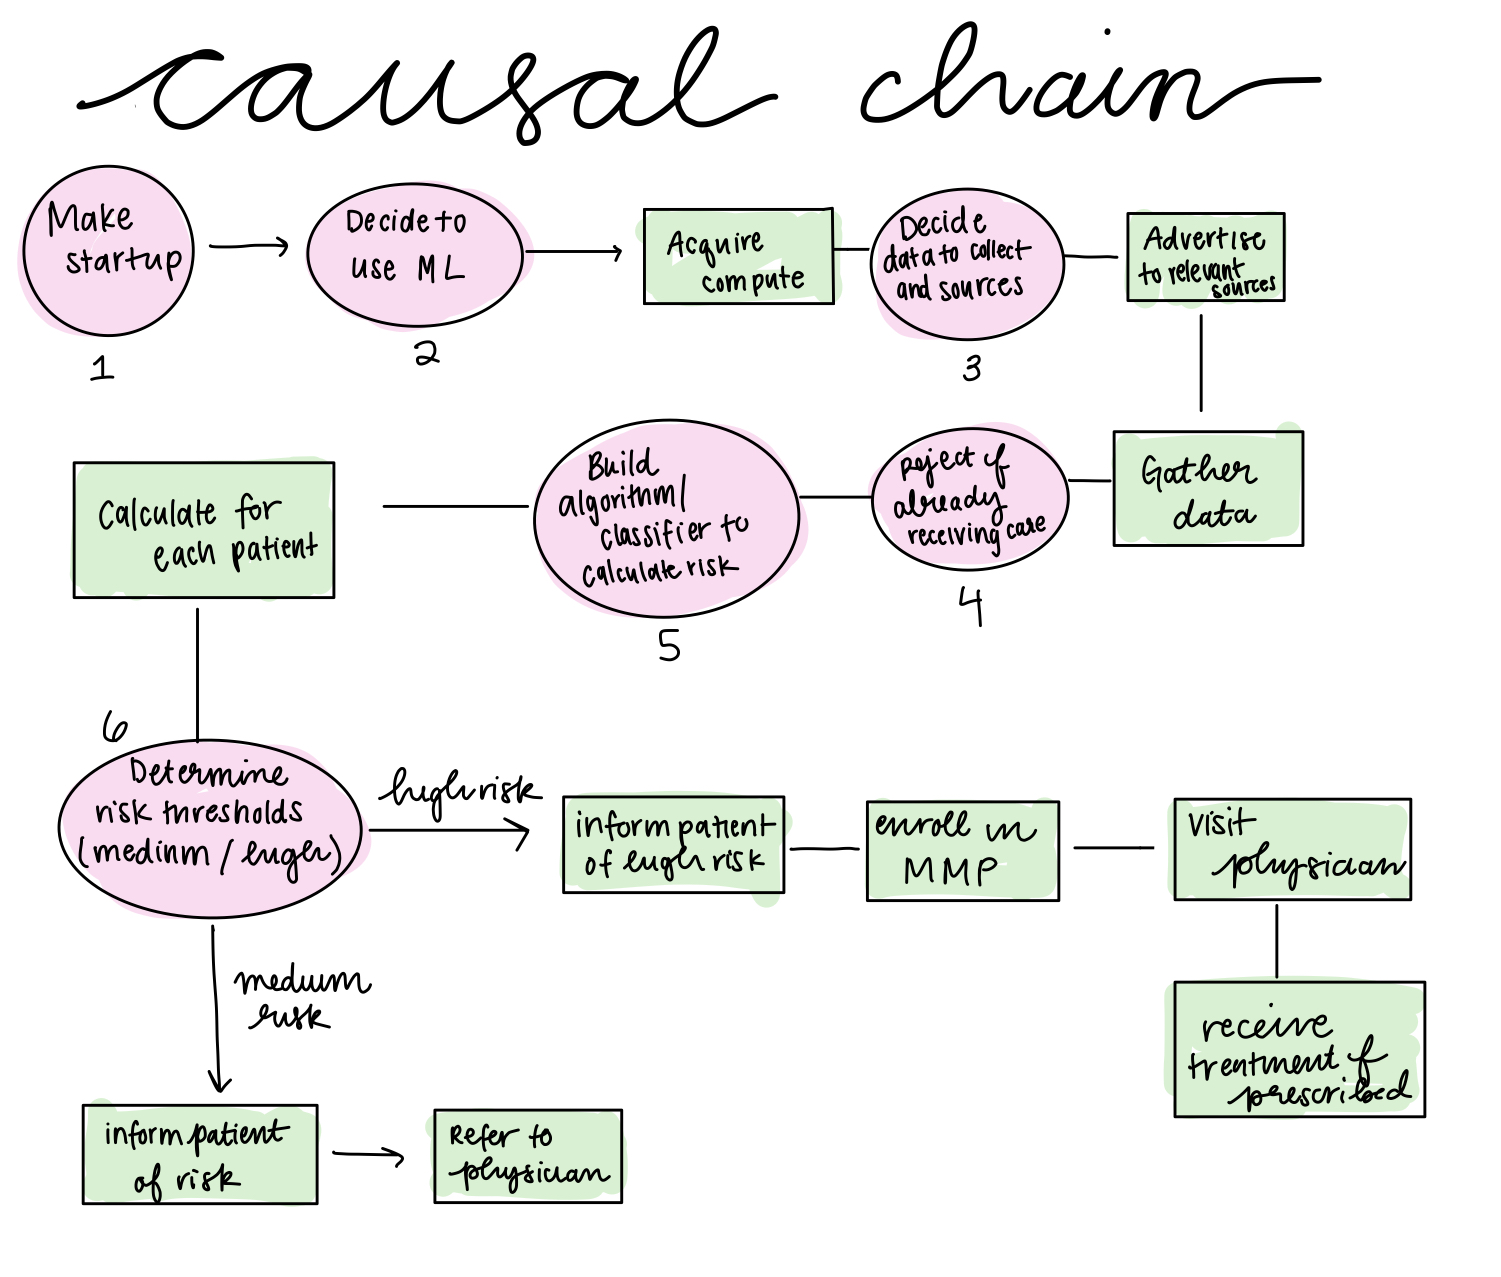 causal chain
Make
startup
1
Decide to
use ML
2
Acquire
compute
Decide
data to collect
and sources
3
Advertise
to relevant
sources
Gather
data
Reject if
already
receiving care
4
Build
algorithm/
classifier to
calculate risk
5
Calculate for
each patient
6
Determine
risk thresholds
(medium / high)
high risk
inform patient
of high risk
enroll in
MMP
visit
physician
receive
treatment if
prescribed
medium
risk
inform patient
of risk
Refer to
physician